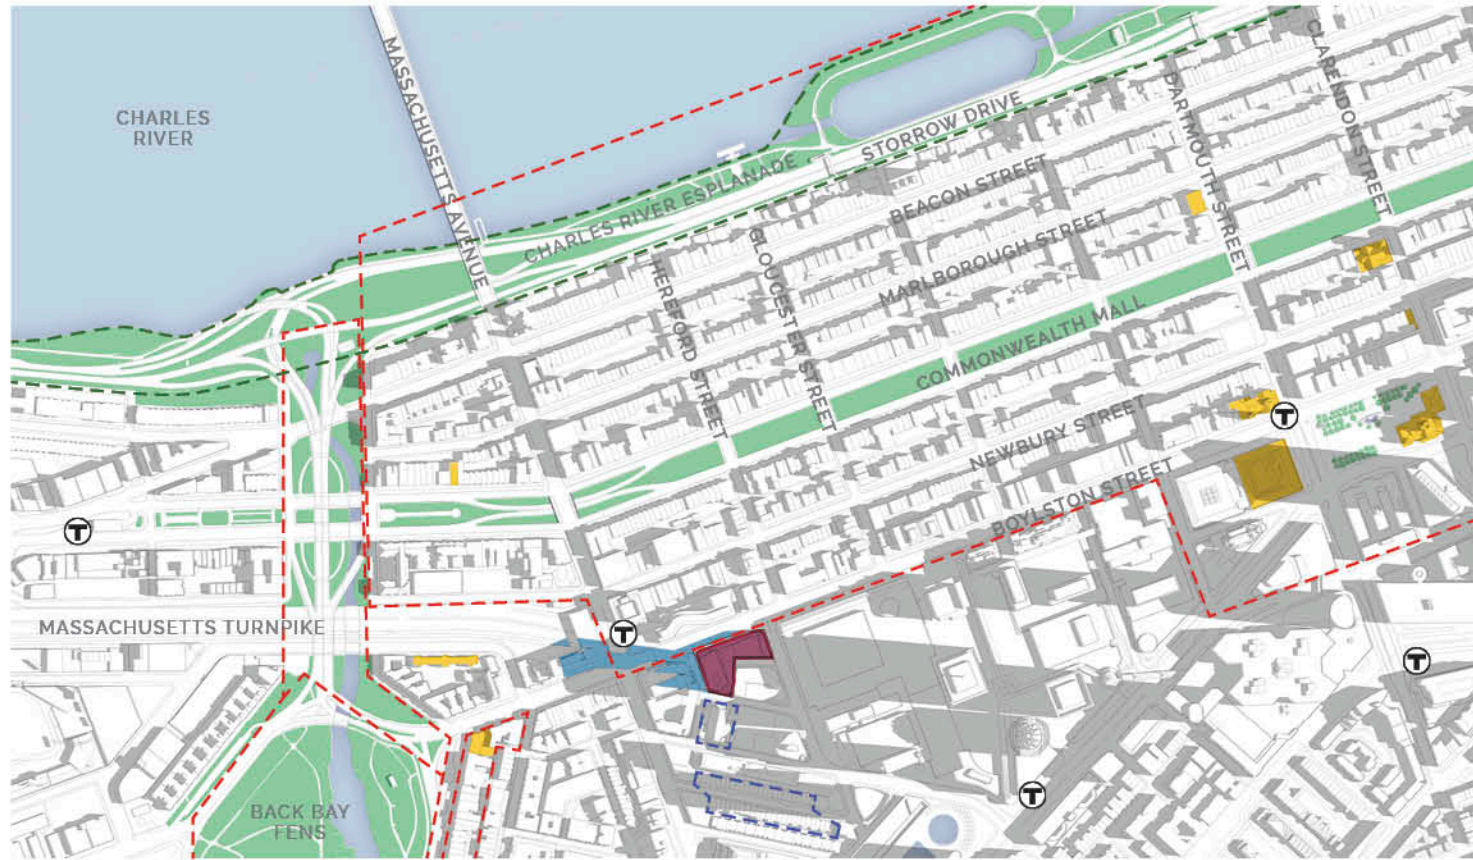 CHARLES
RIVER
MASSACHUSETTS AVENUE
CLARENDON STREET
DARTMOUTH STREET
STORROW DRIVE
CHARLES RIVER ESPLANADE
BEACON STREET
MARLBOROUGH STREET
GLOUCESTER STREET
HEREFORD STREET
COMMONWEALTH MALL
NEWBURY STREET
BOYLSTON STREET
T
T
MASSACHUSETTS TURNPIKE
T
T
T
BACK BAY
FENS